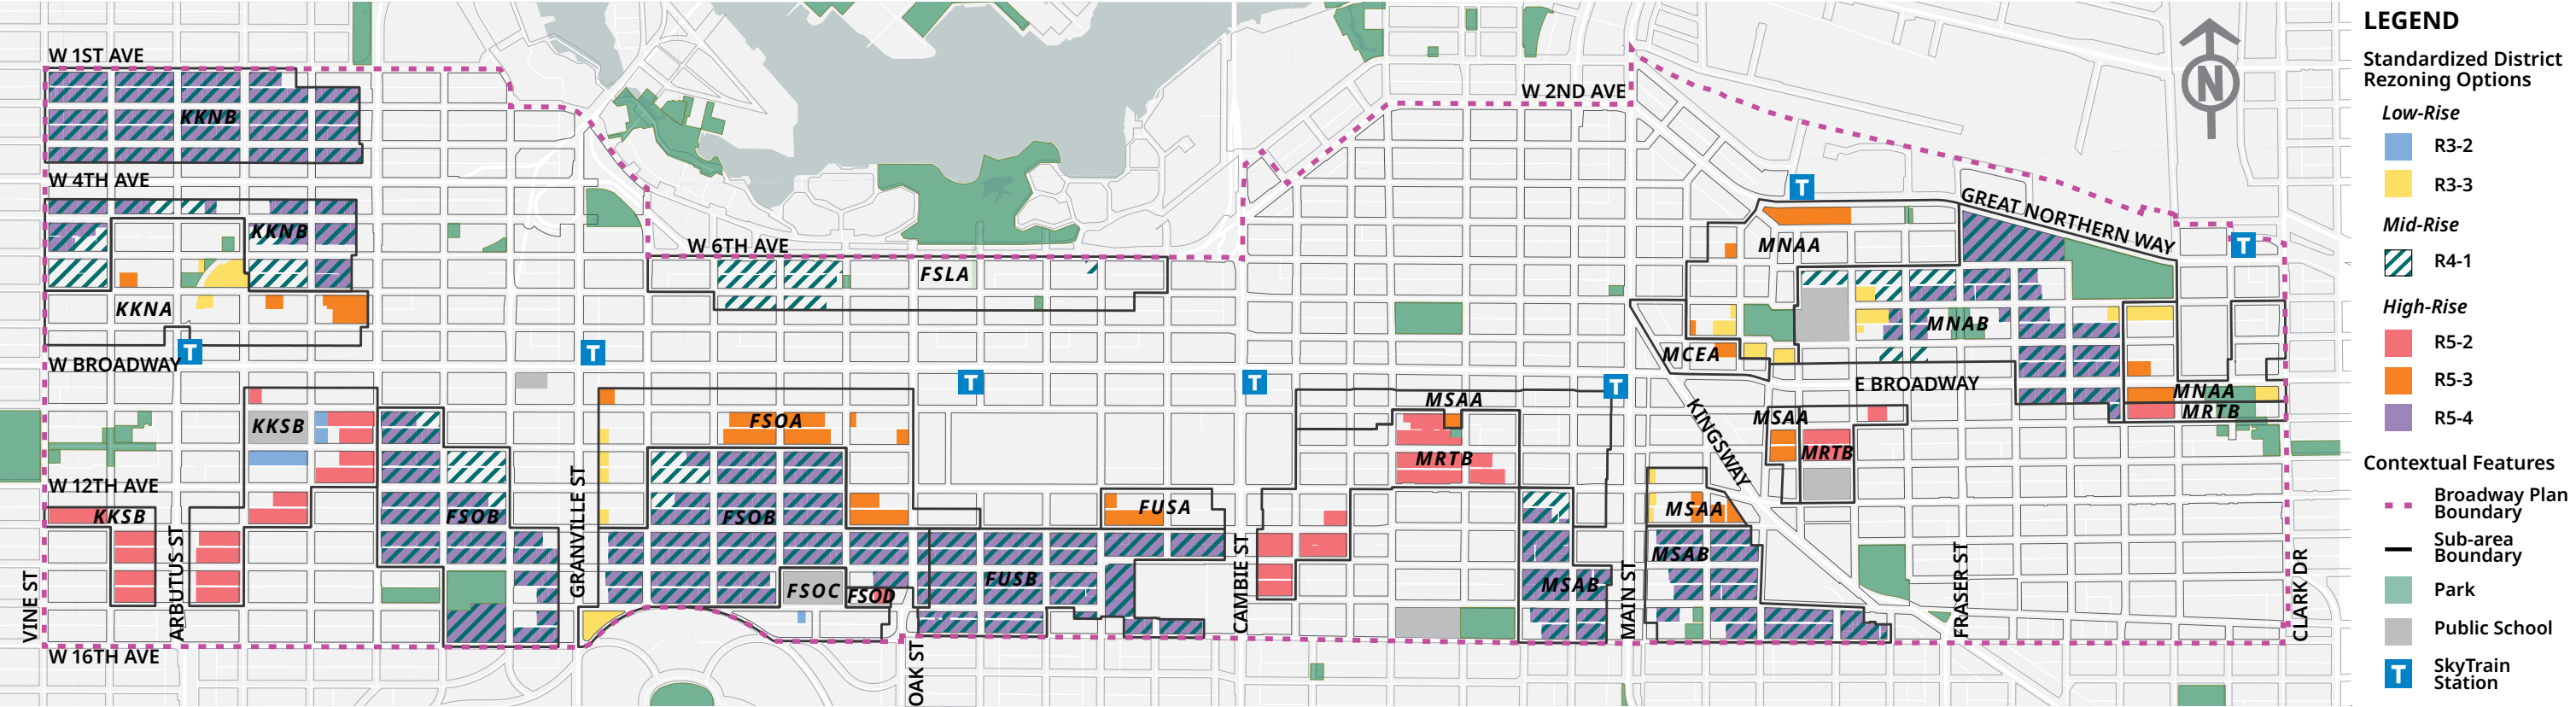 W 1ST AVE
W 2ND AVE
KKNB
W 4TH AVE
T
GREAT NORTHERN WAY
KKNB
W 6TH AVE
MNAA
T
FSLA
KKNA
MNAB
T
T
MCEA
W BROADWAY
T
T
T
E BROADWAY
MNAA
MSAA
MRTB
KKSB
FSOA
KINGSWAY
MSAA
MRTB
MRTB
W 12TH AVE
KKSB
FSOB
FSOB
FUSA
MSAA
MSAB
FUSB
MSAB
FSOC
FSOD
VINE ST
ARBUTUS ST
GRANVILLE ST
CAMBIE ST
MAIN ST
FRASER ST
CLARK DR
W 16TH AVE
OAK ST
N
LEGEND
Standardized District
Rezoning Options
Low-Rise
R3-2
R3-3
Mid-Rise
R4-1
High-Rise
R5-2
R5-3
R5-4
Contextual Features
Broadway Plan
Boundary
Sub-area
Boundary
Park
Public School
T
SkyTrain
Station